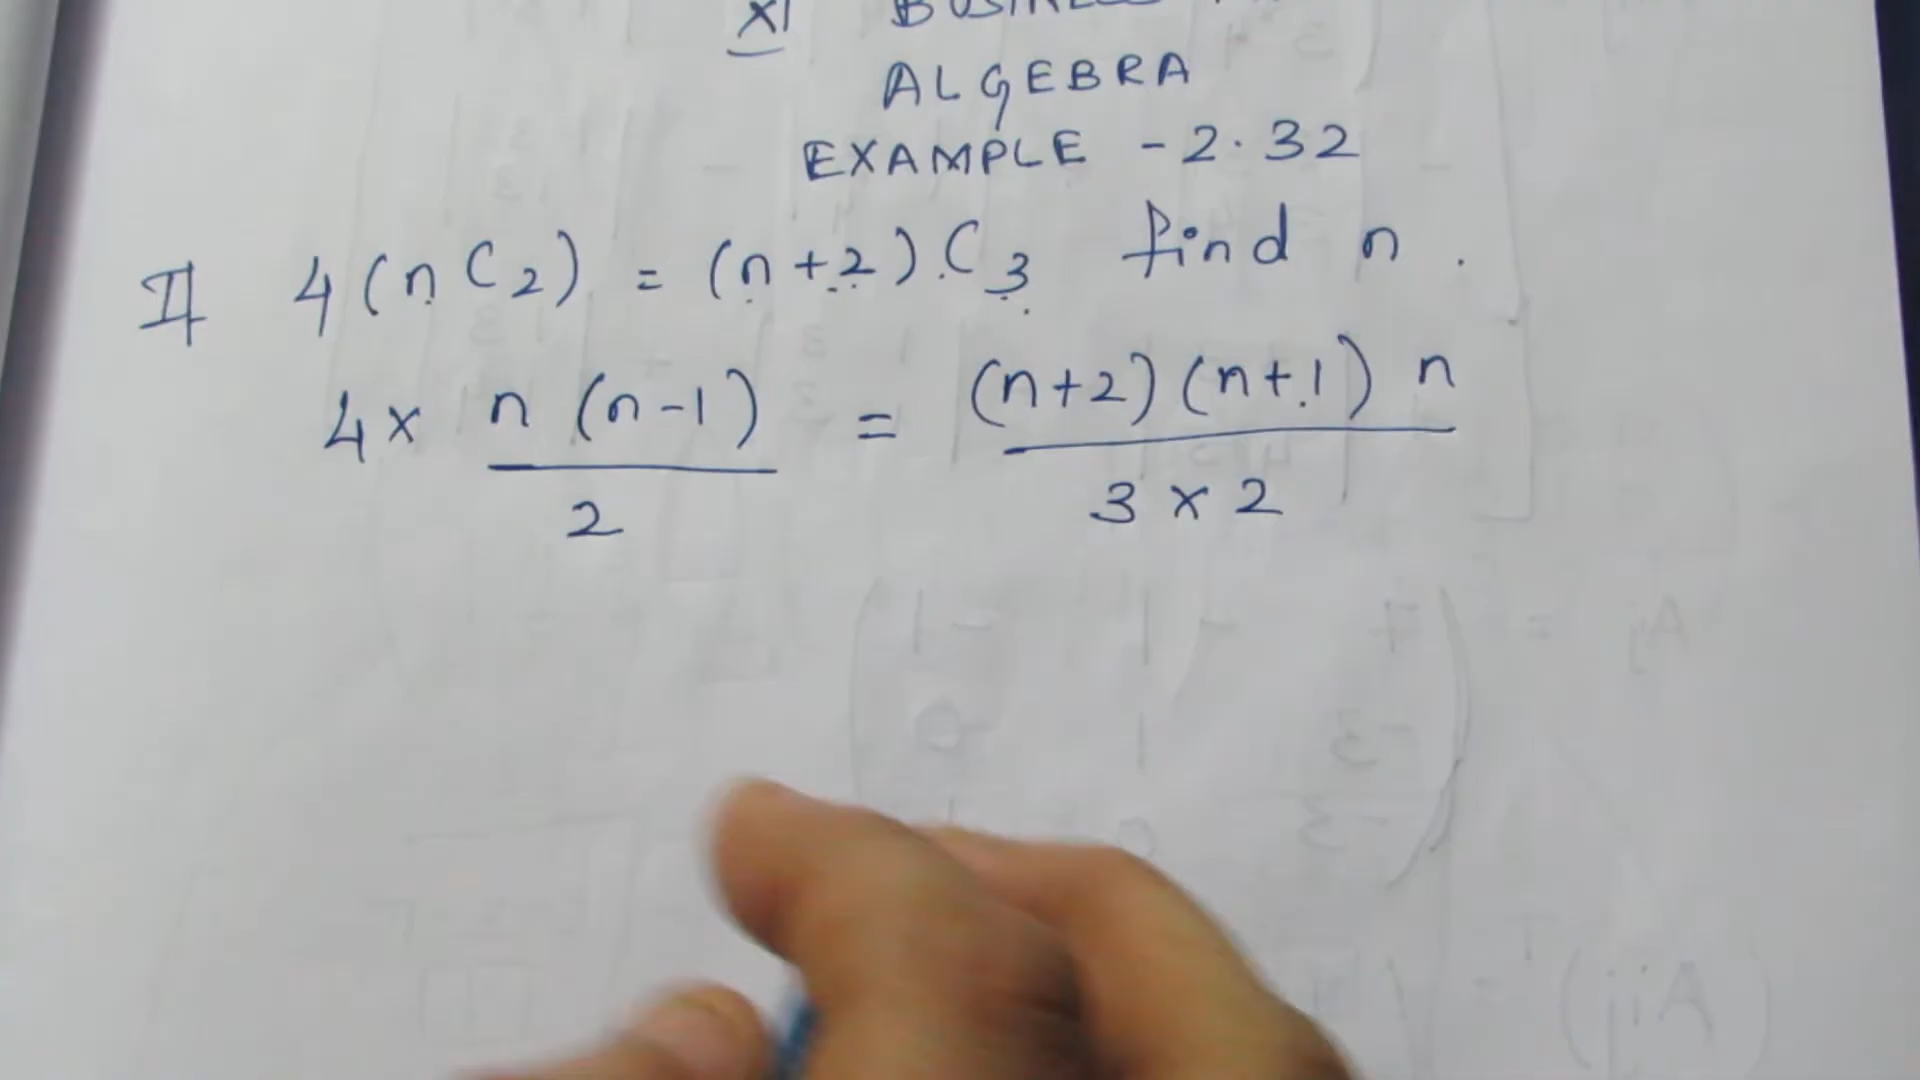 XI
ALGEBRA
EXAMPLE - 2.32
If 4(nC₂) = (n+2).C₃ find n.
4 × n(n-1)/2 = (n+2)(n+1)n/3×2